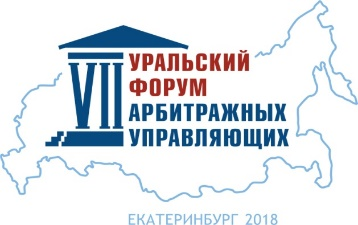 VII
УРАЛЬСКИЙ
ФОРУМ
АРБИТРАЖНЫХ
УПРАВЛЯЮЩИХ
ЕКАТЕРИНБУРГ 2018